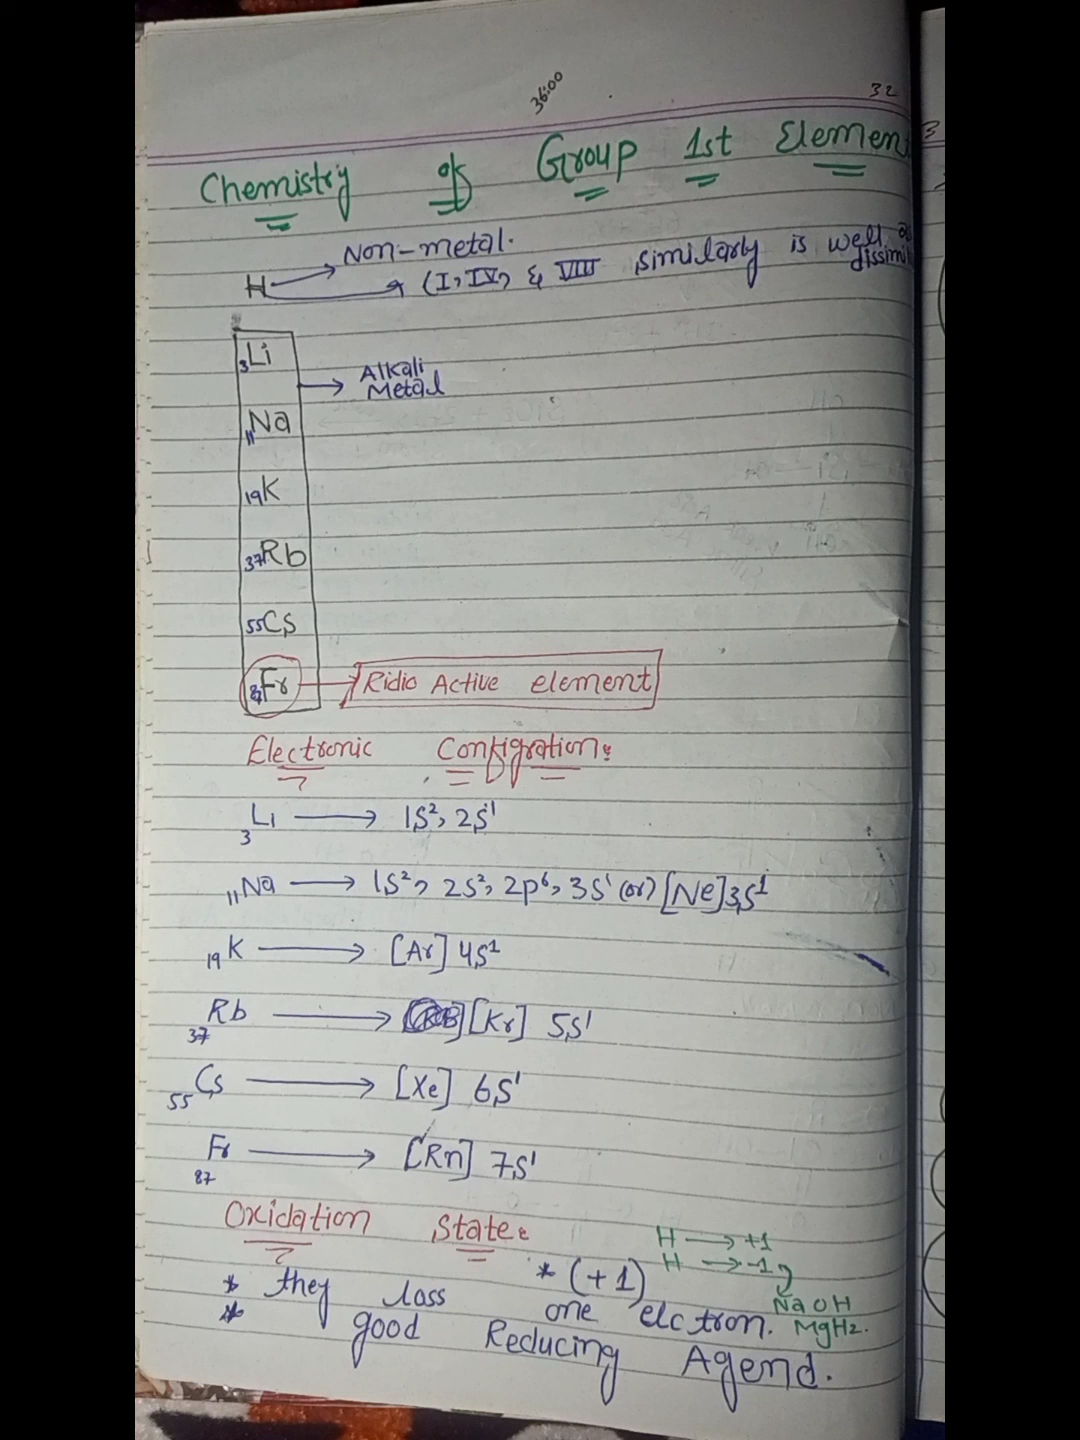 36:00
32
Chemistry of Group 1st Elemen
H → Non-metal.
→ (I, IV, & VIII similarly is well as dissimil
3Li
→ Alkali Metal
11Na
19K
37Rb
55Cs
87Fr → Ridio Active element
Electronic Configration:
3Li → 1S², 2S¹
11Na → 1S², 2S², 2p⁶, 3S¹ (or) [Ne]3S¹
19K → [Ar] 4S¹
37Rb → [Kr] 5S¹
55Cs → [Xe] 6S¹
87Fr → [Rn] 7S¹
Oxidation State:
H → +1
H → -1
* (+1)
NaOH
MgH2.
* they loss one elctron.
* good Reducing Agend.